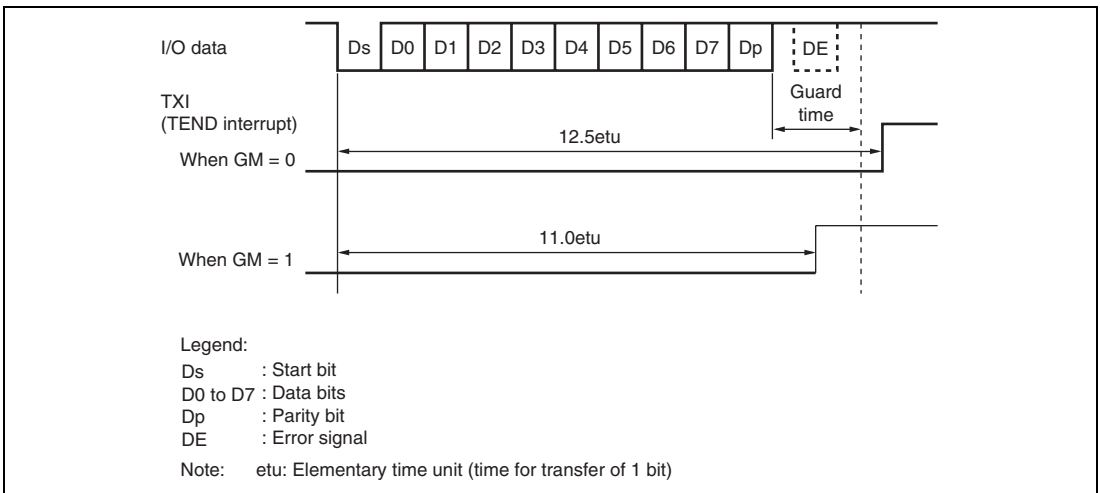 I/O data
Ds D0 D1 D2 D3 D4 D5 D6 D7 Dp DE
Guard
time
TXI
(TEND interrupt)
12.5etu
When GM = 0
11.0etu
When GM = 1
Legend:
Ds : Start bit
D0 to D7 : Data bits
Dp : Parity bit
DE : Error signal
Note: etu: Elementary time unit (time for transfer of 1 bit)